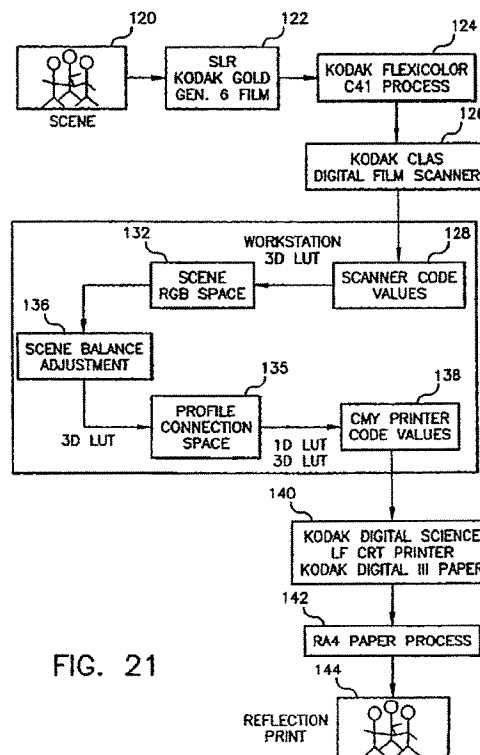 120
SCENE
122
SLR
KODAK GOLD
GEN. 6 FILM
124
KODAK FLEXICOLOR
C41 PROCESS
126
KODAK CLAS
DIGITAL FILM SCANNER
WORKSTATION
3D LUT
128
SCANNER CODE
VALUES
132
SCENE
RGB SPACE
136
SCENE BALANCE
ADJUSTMENT
3D LUT
135
PROFILE
CONNECTION
SPACE
1D LUT
3D LUT
138
CMY PRINTER
CODE VALUES
140
KODAK DIGITAL SCIENCE
LF CRT PRINTER
KODAK DIGITAL III PAPER
142
RA4 PAPER PROCESS
144
REFLECTION
PRINT
FIG. 21